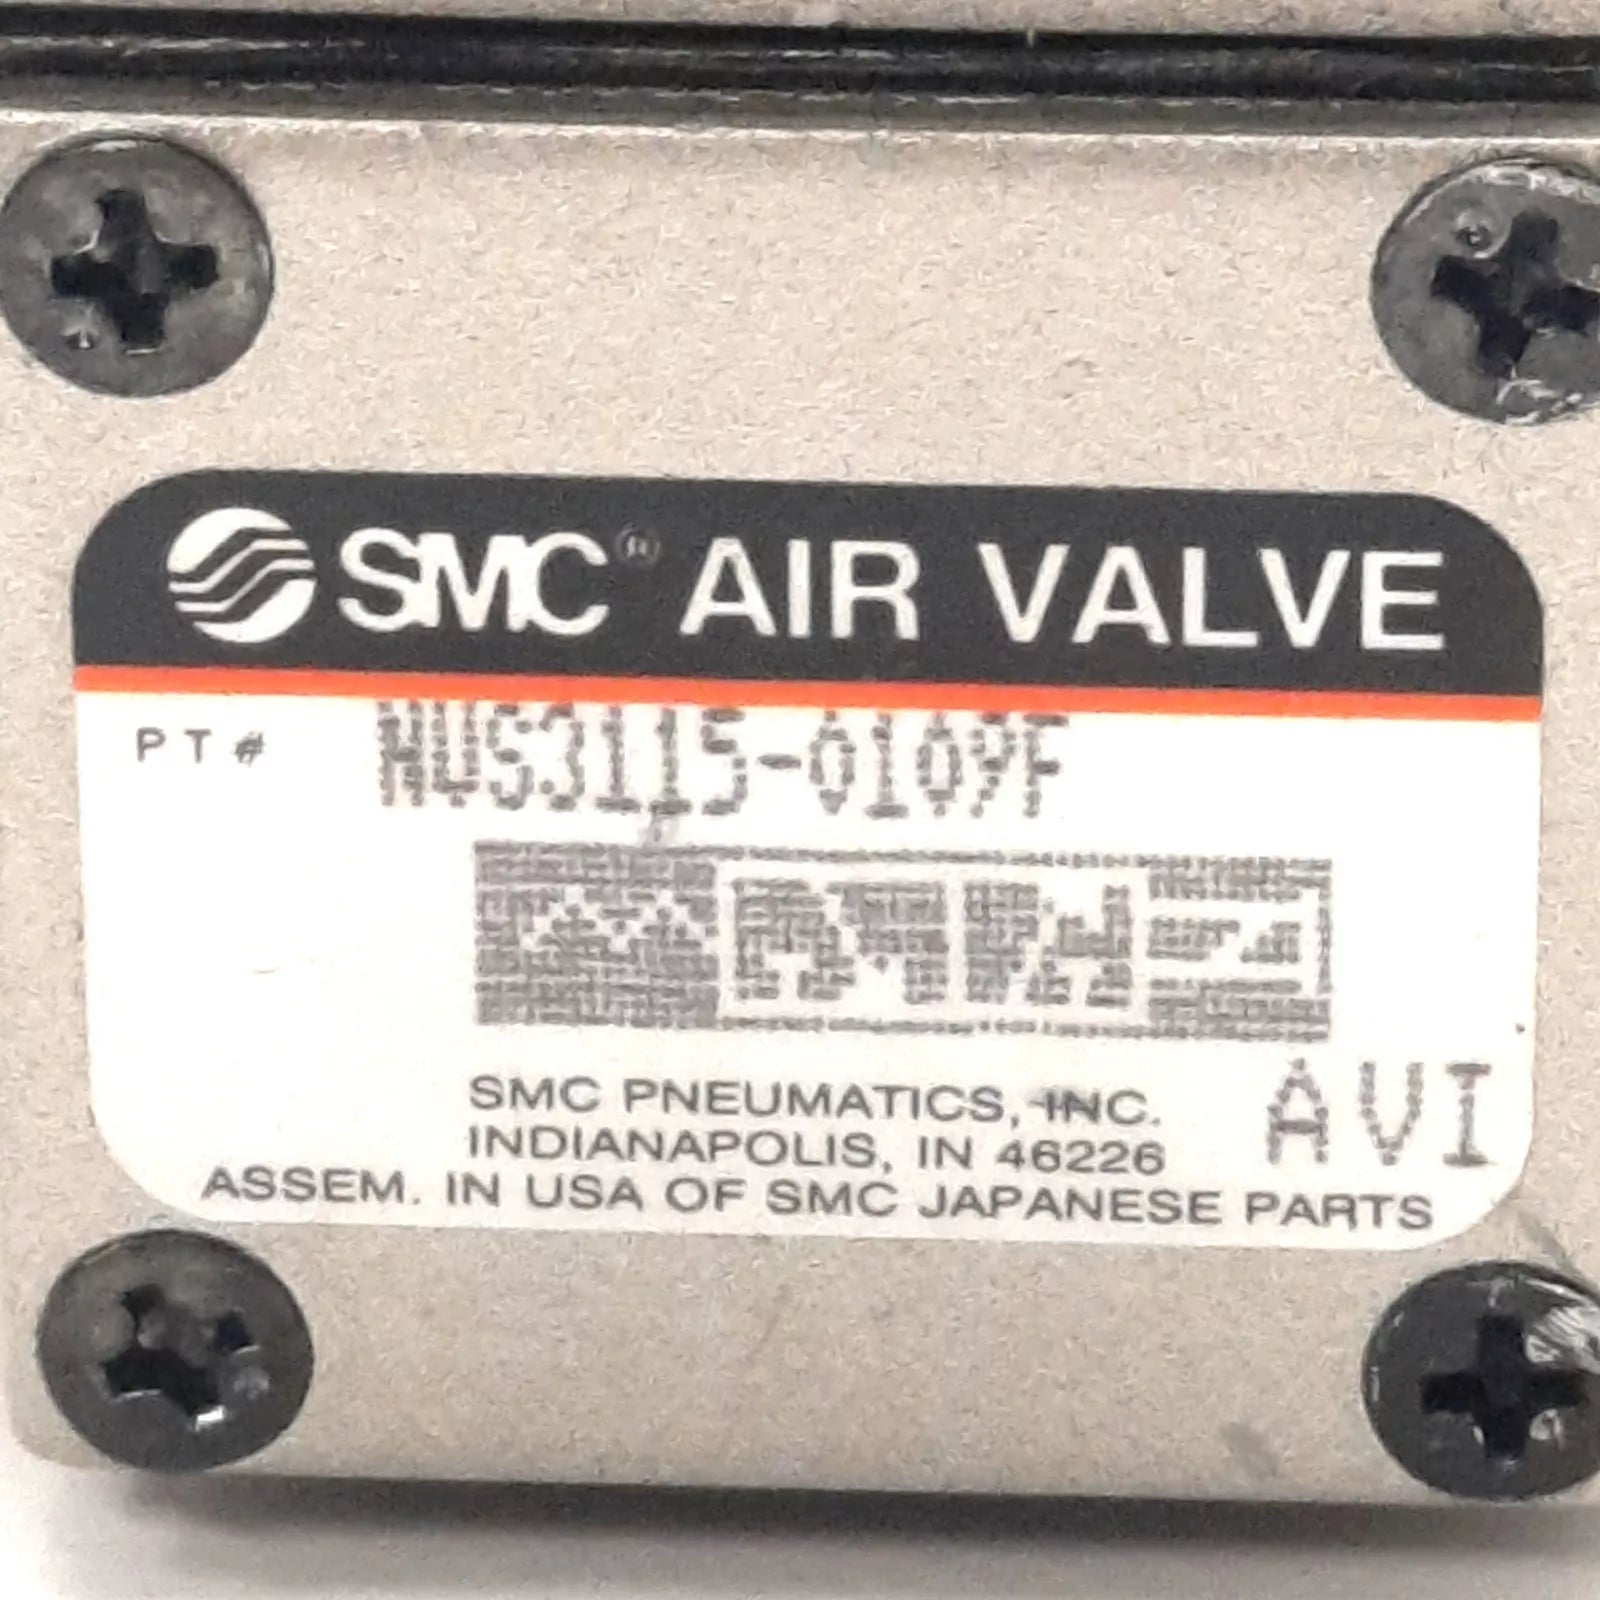 SMC® AIR VALVE
PT# NVS3115-0109F
AVI
SMC PNEUMATICS, INC.
INDIANAPOLIS, IN 46226
ASSEM. IN USA OF SMC JAPANESE PARTS